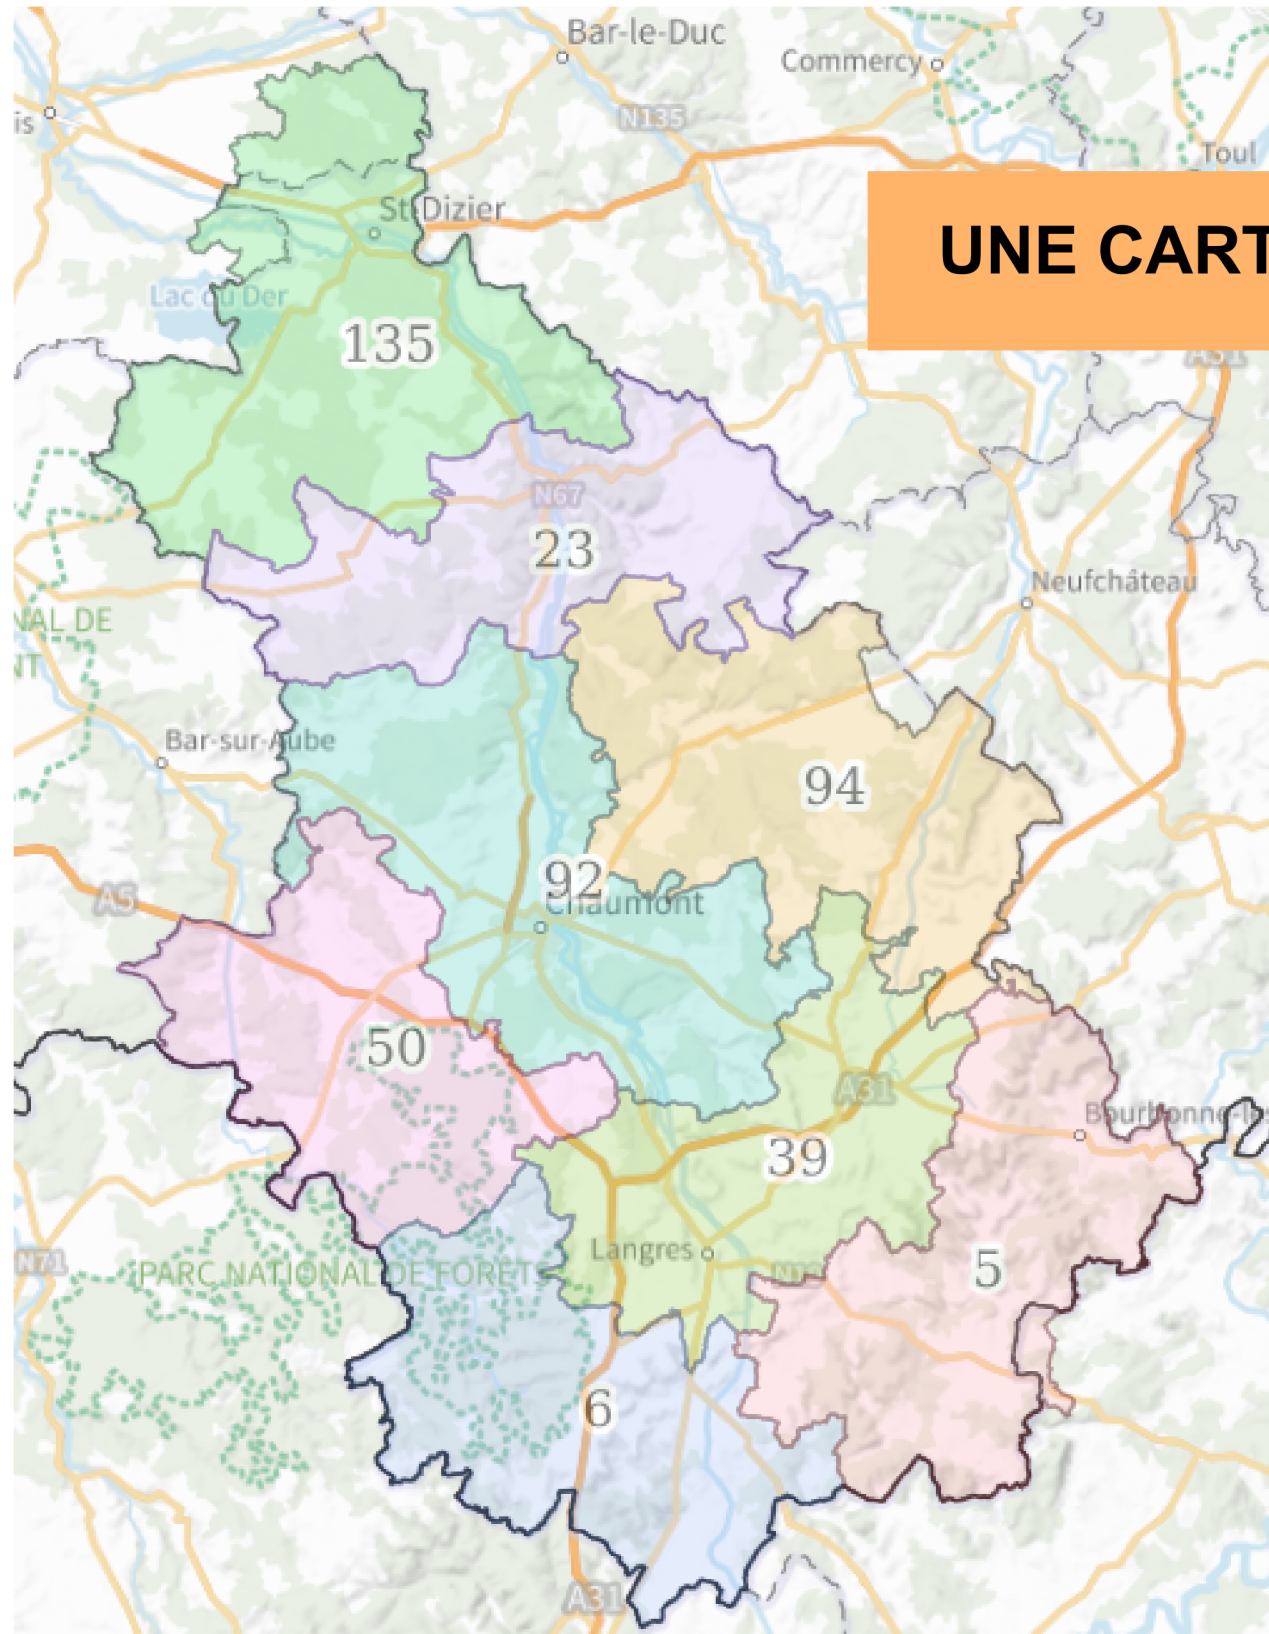 Bar-le-Duc
Commercy
N135
is
Toul
St-Dizier
UNE CART
Lac du Der
135
A31
N67
23
Neufchâteau
NAL DE
NT
Bar-sur-Aube
94
92
A5
Chaumont
50
A31
Bourbonne-les
39
Langres
5
N71
PARC NATIONAL DE FORÊTS
6
A31